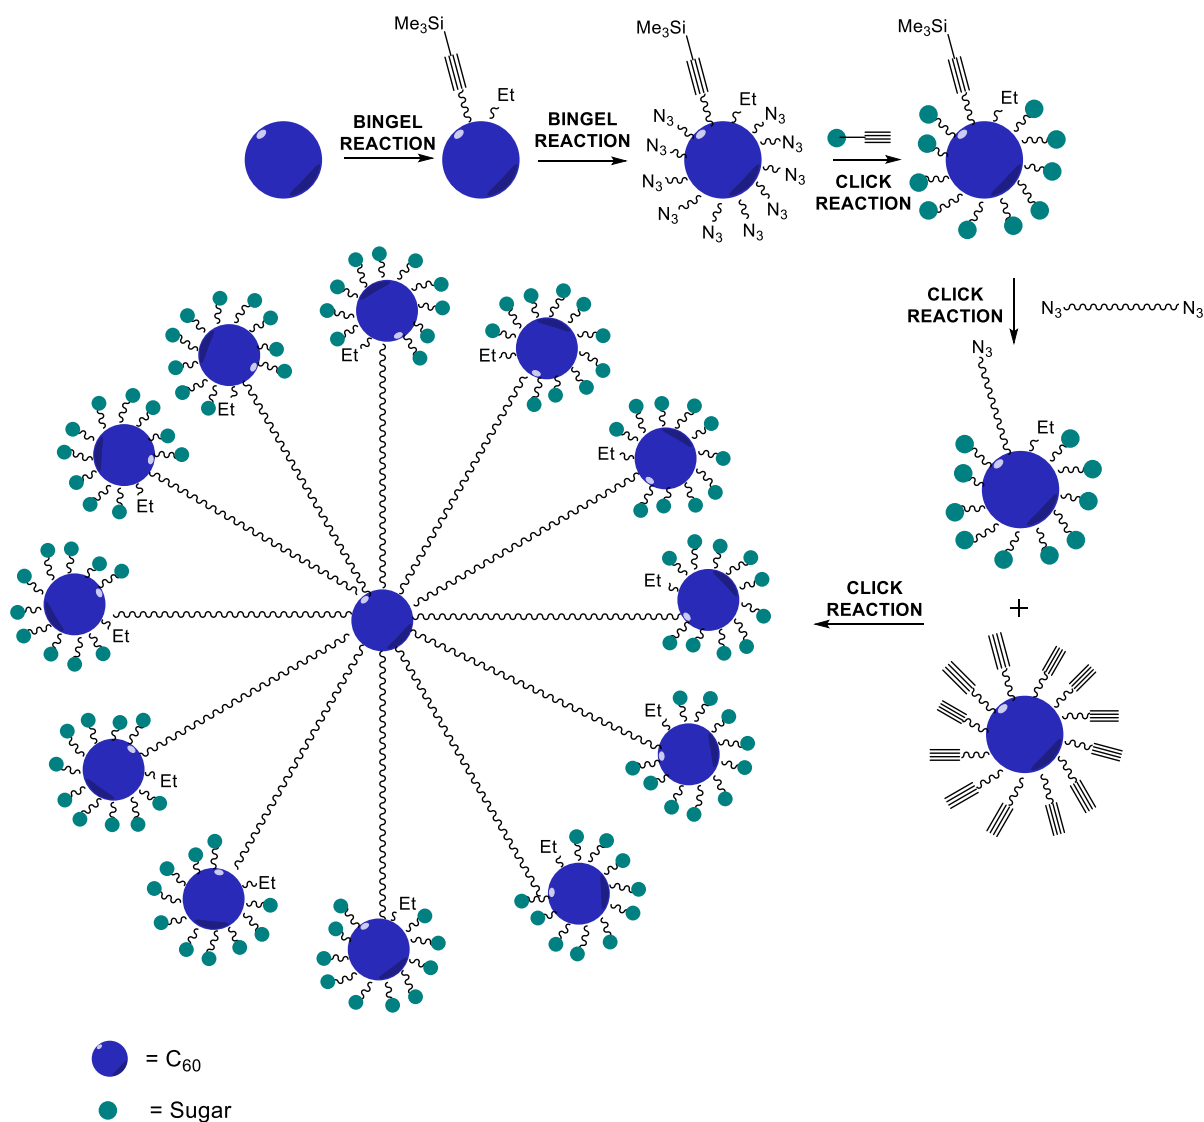 Me₃Si
Et
BINGEL
REACTION
BINGEL
REACTION
Me₃Si
Et
N₃
N₃
N₃
N₃
N₃
N₃
N₃
N₃
N₃
N₃
CLICK
REACTION
Me₃Si
Et
CLICK
REACTION
N₃ N₃
N₃
Et
Et
Et
Et
Et
Et
Et
Et
Et
Et
Et
Et
Et
CLICK
REACTION
+
= C₆₀
= Sugar